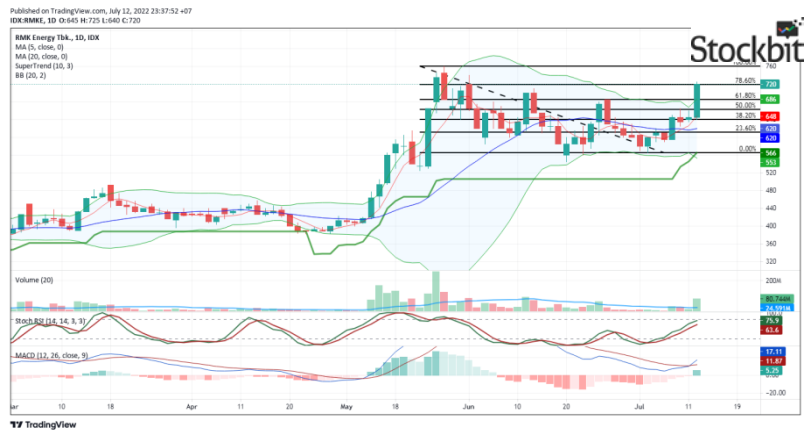 Published on TradingView.com, July 12, 2022 23:37:52 +07
IDX:RMKE, 1D O:645 H:725 L:640 C:720
Stockbit
RMK Energy Tbk., 1D, IDX
MA (5, close, 0)
MA (20, close, 0)
SuperTrend (10, 3)
BB (20, 2)
760
78.60%
720
61.80%
686
50.00%
648
38.20%
620
23.60%
620
0.00%
566
553
520
480
440
400
360
320
Volume (20)
200M
80.744M
74.591M
Stoch RSI (14, 14, 3, 3)
75.9
63.6
MACD (12, 26, close, 9)
17.11
11.87
5.25
−20.00
10
18
Apr
11
20
May
18
Jun
10
20
Jul
11
19
TradingView